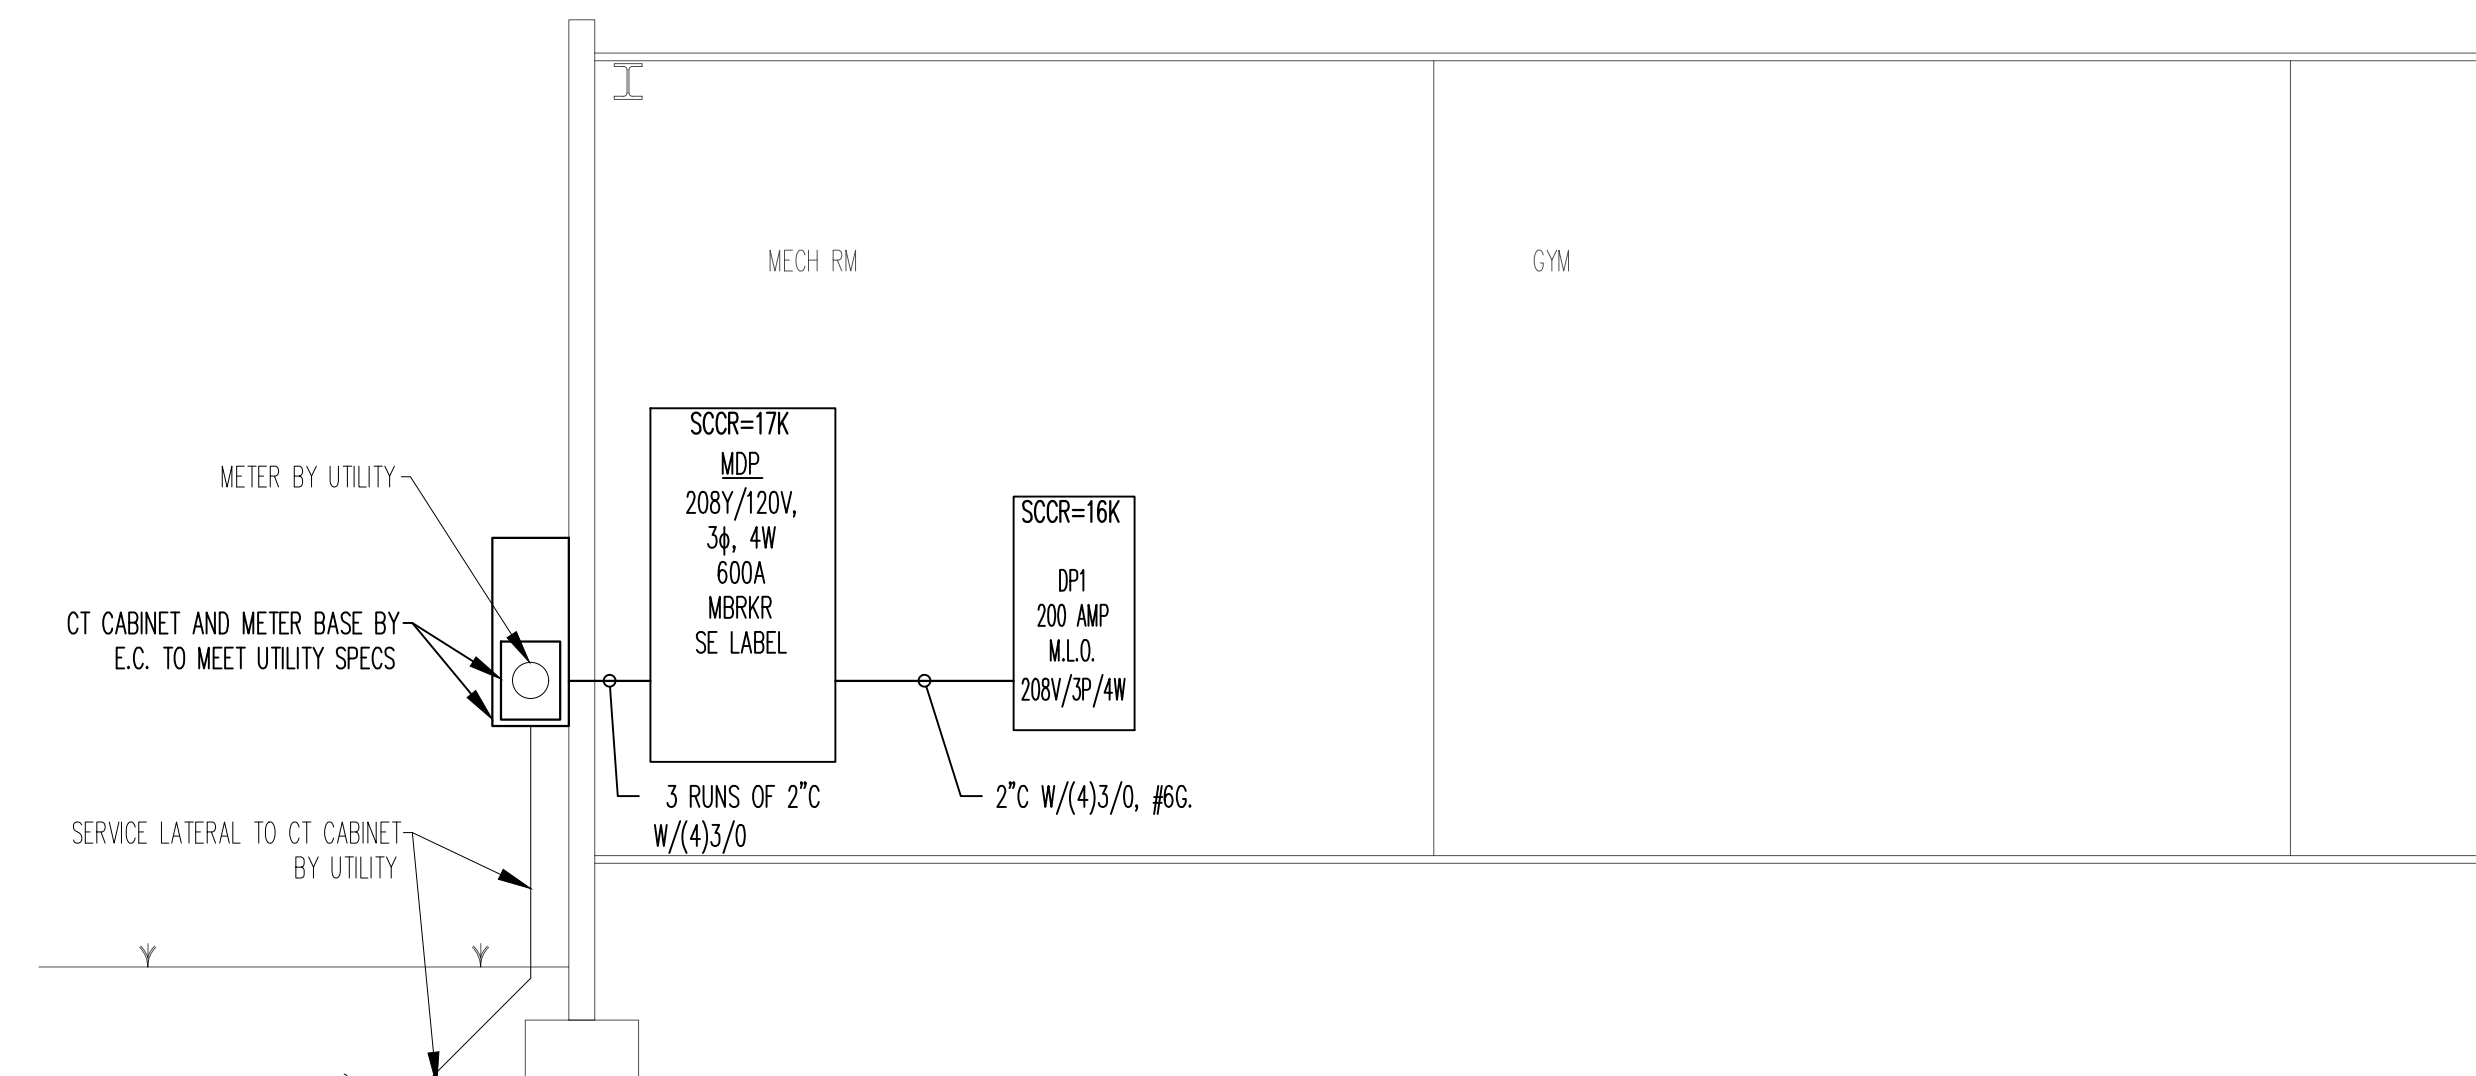 MECH RM
GYM
METER BY UTILITY
CT CABINET AND METER BASE BY
E.C. TO MEET UTILITY SPECS
SERVICE LATERAL TO CT CABINET
BY UTILITY
SCCR=17K
MDP
208Y/120V,
3ϕ, 4W
600A
MBRKR
SE LABEL
3 RUNS OF 2"C
W/(4)3/0
SCCR=16K
DP1
200 AMP
M.L.O.
208V/3P/4W
2"C W/(4)3/0, #6G.